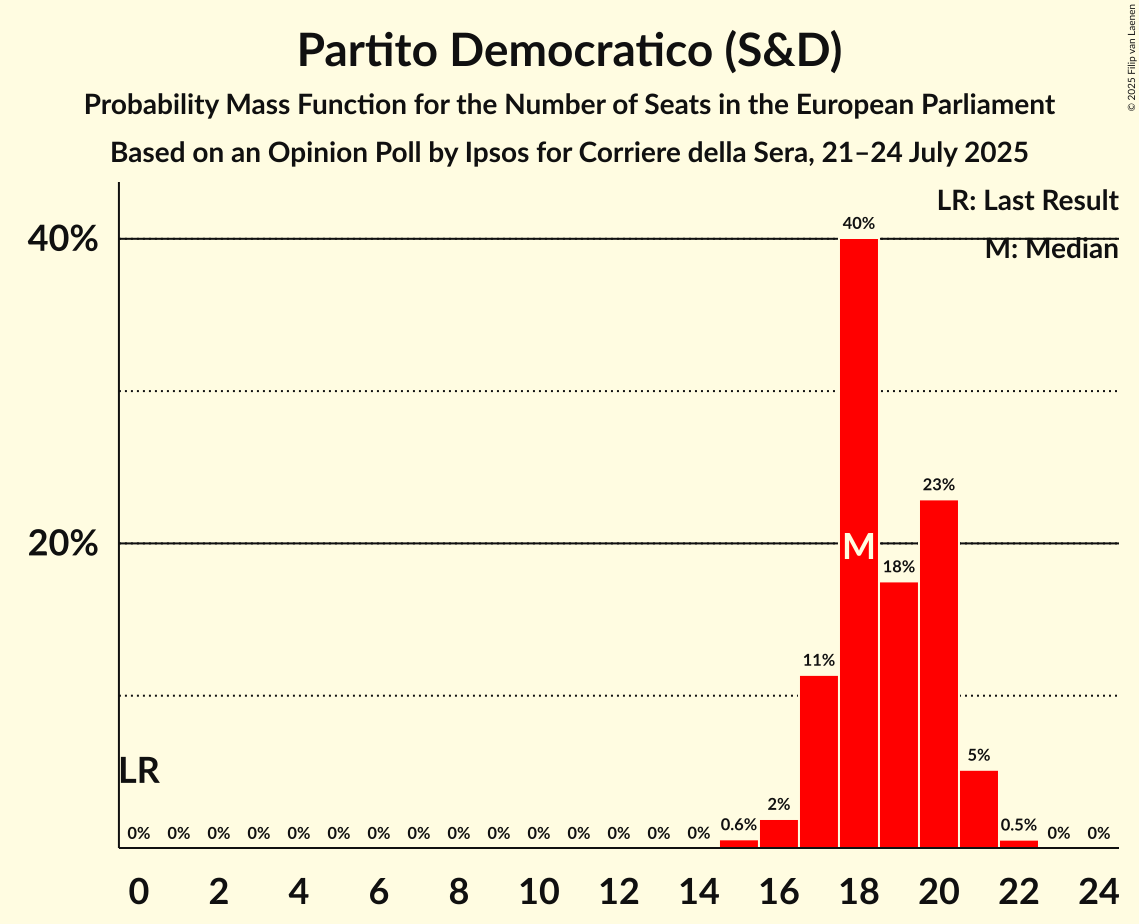 Partito Democratico (S&D)
Probability Mass Function for the Number of Seats in the European Parliament
Based on an Opinion Poll by Ipsos for Corriere della Sera, 21–24 July 2025
© 2025 Filip van Laenen
LR: Last Result
M: Median
40%
20%
40%
23%
M
18%
11%
5%
LR
2%
0% 0% 0% 0% 0% 0% 0% 0% 0% 0% 0% 0% 0% 0% 0% 0.6% 0.5% 0% 0%
0 2 4 6 8 10 12 14 16 18 20 22 24